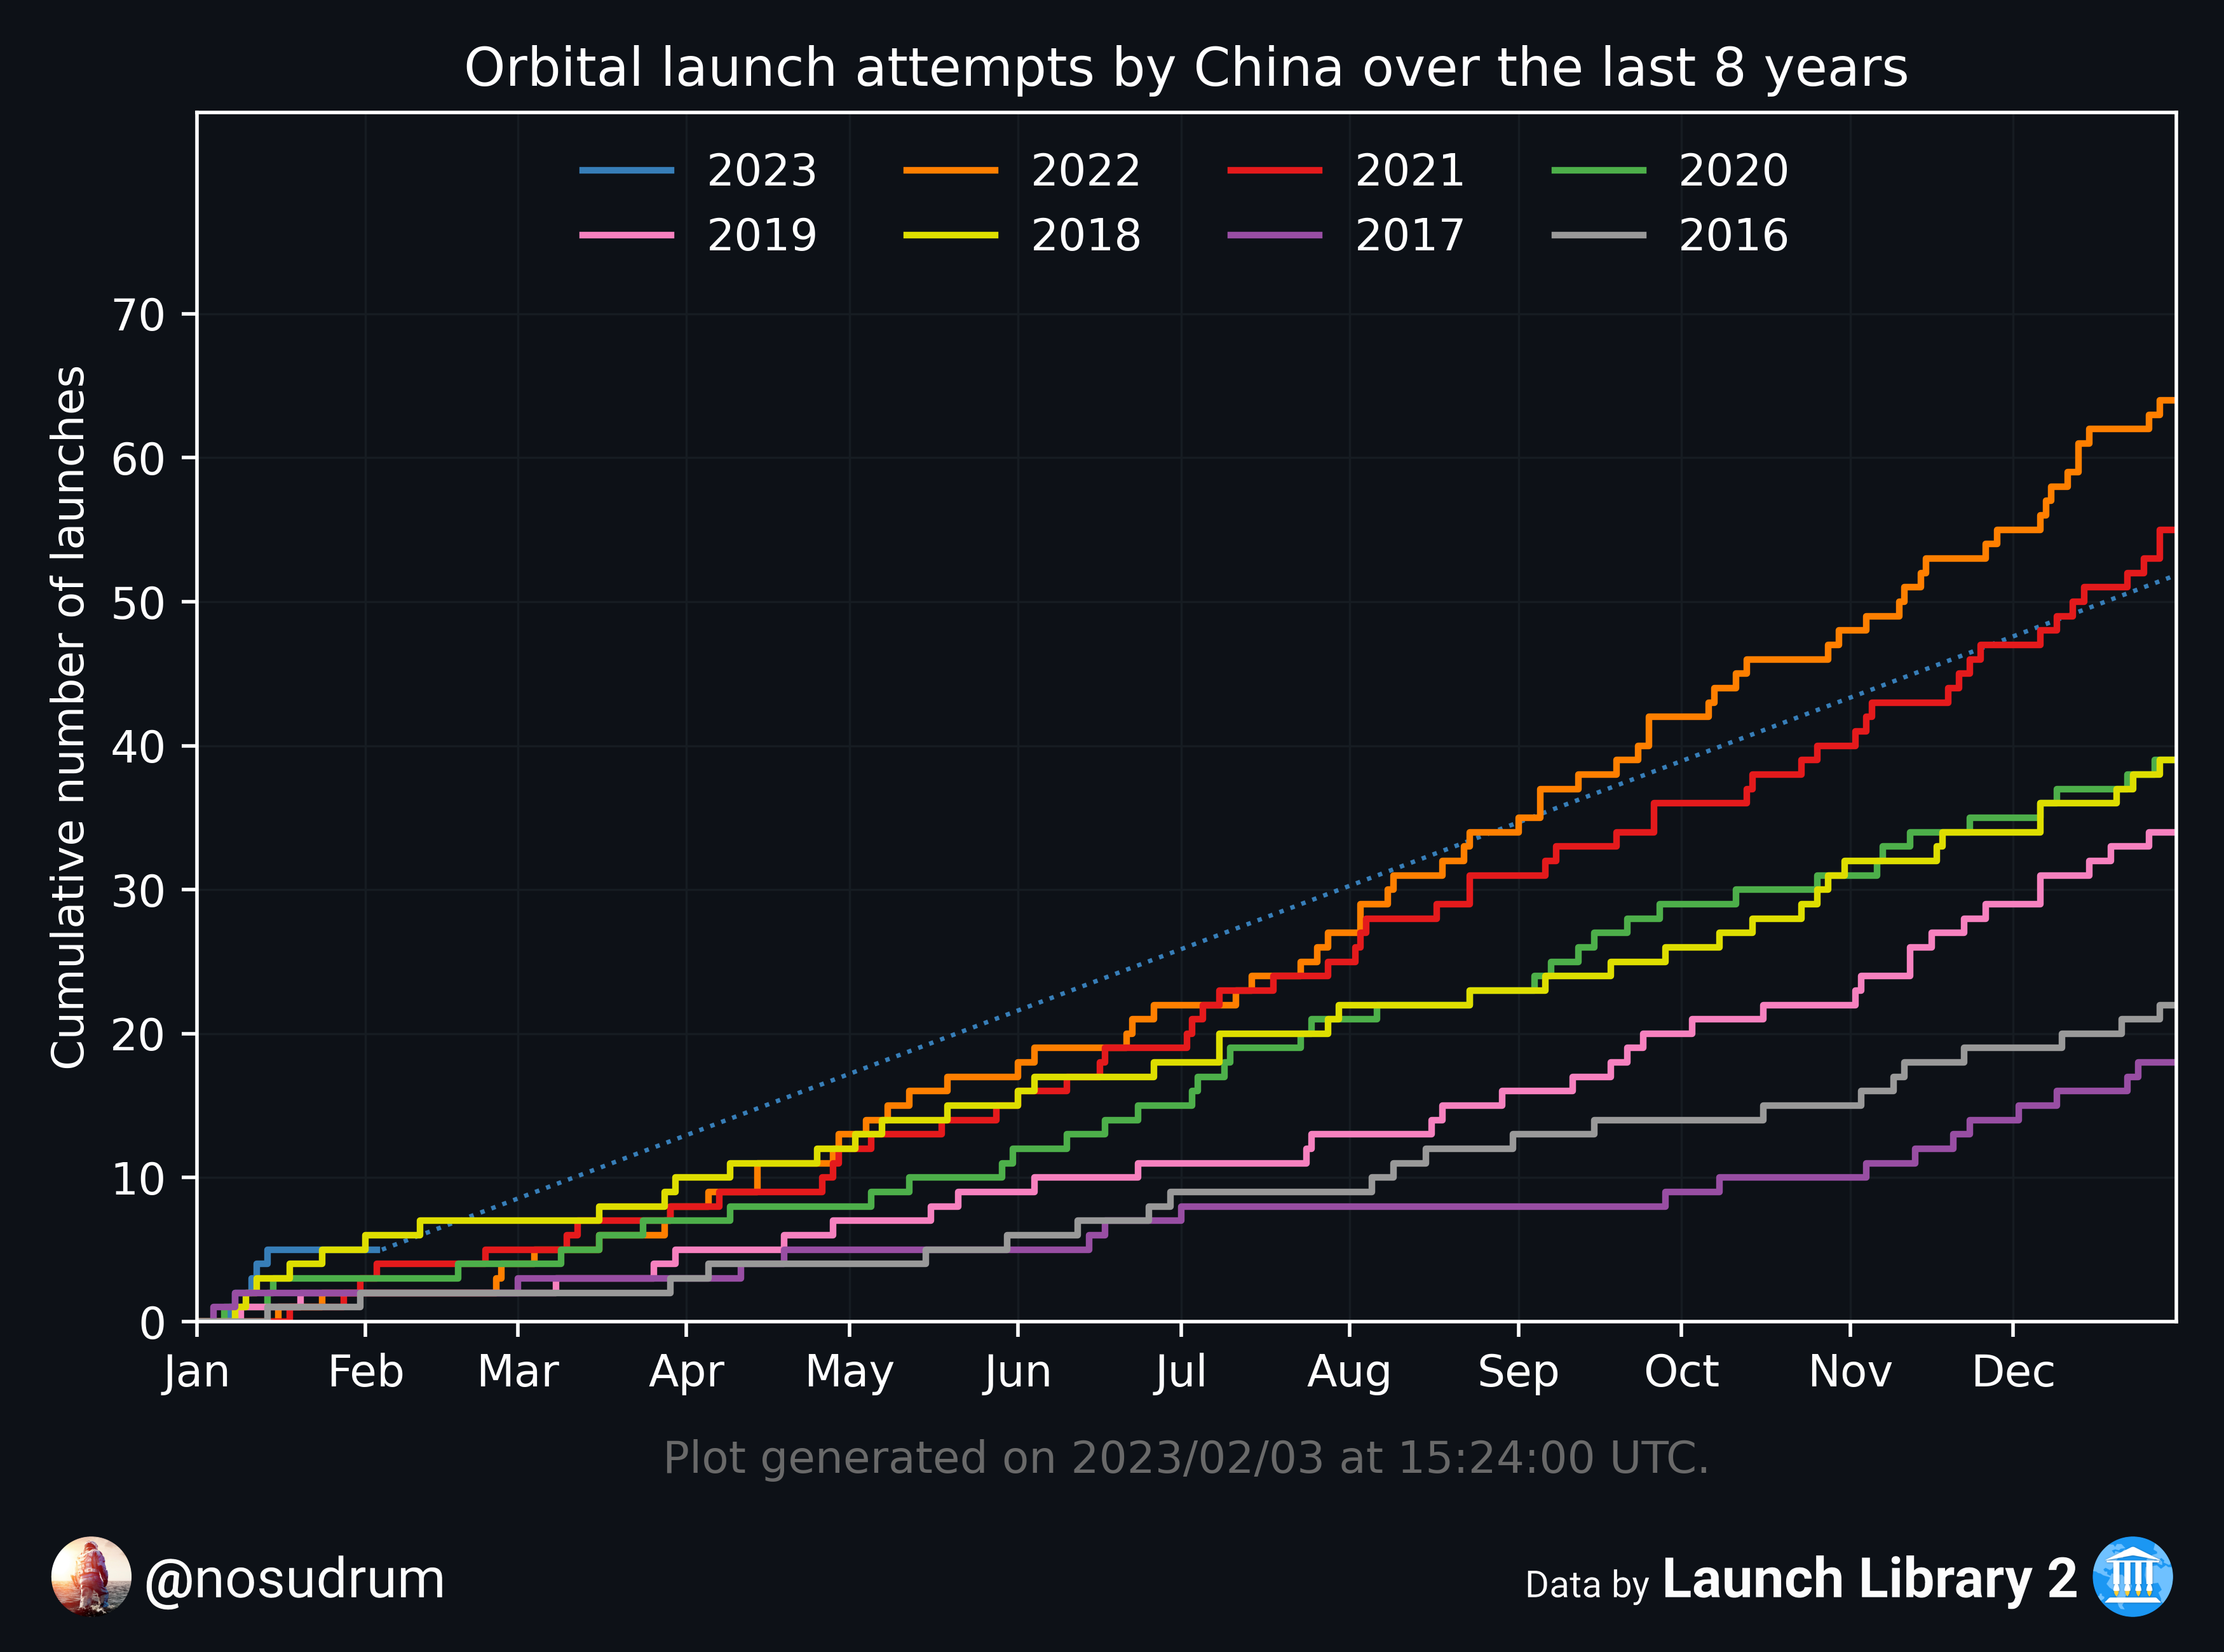 Orbital launch attempts by China over the last 8 years
2023 2022 2021 2020
2019 2018 2017 2016
Cumulative number of launches
70
60
50
40
30
20
10
0
Jan Feb Mar Apr May Jun Jul Aug Sep Oct Nov Dec
Plot generated on 2023/02/03 at 15:24:00 UTC.
@nosudrum
Data by Launch Library 2